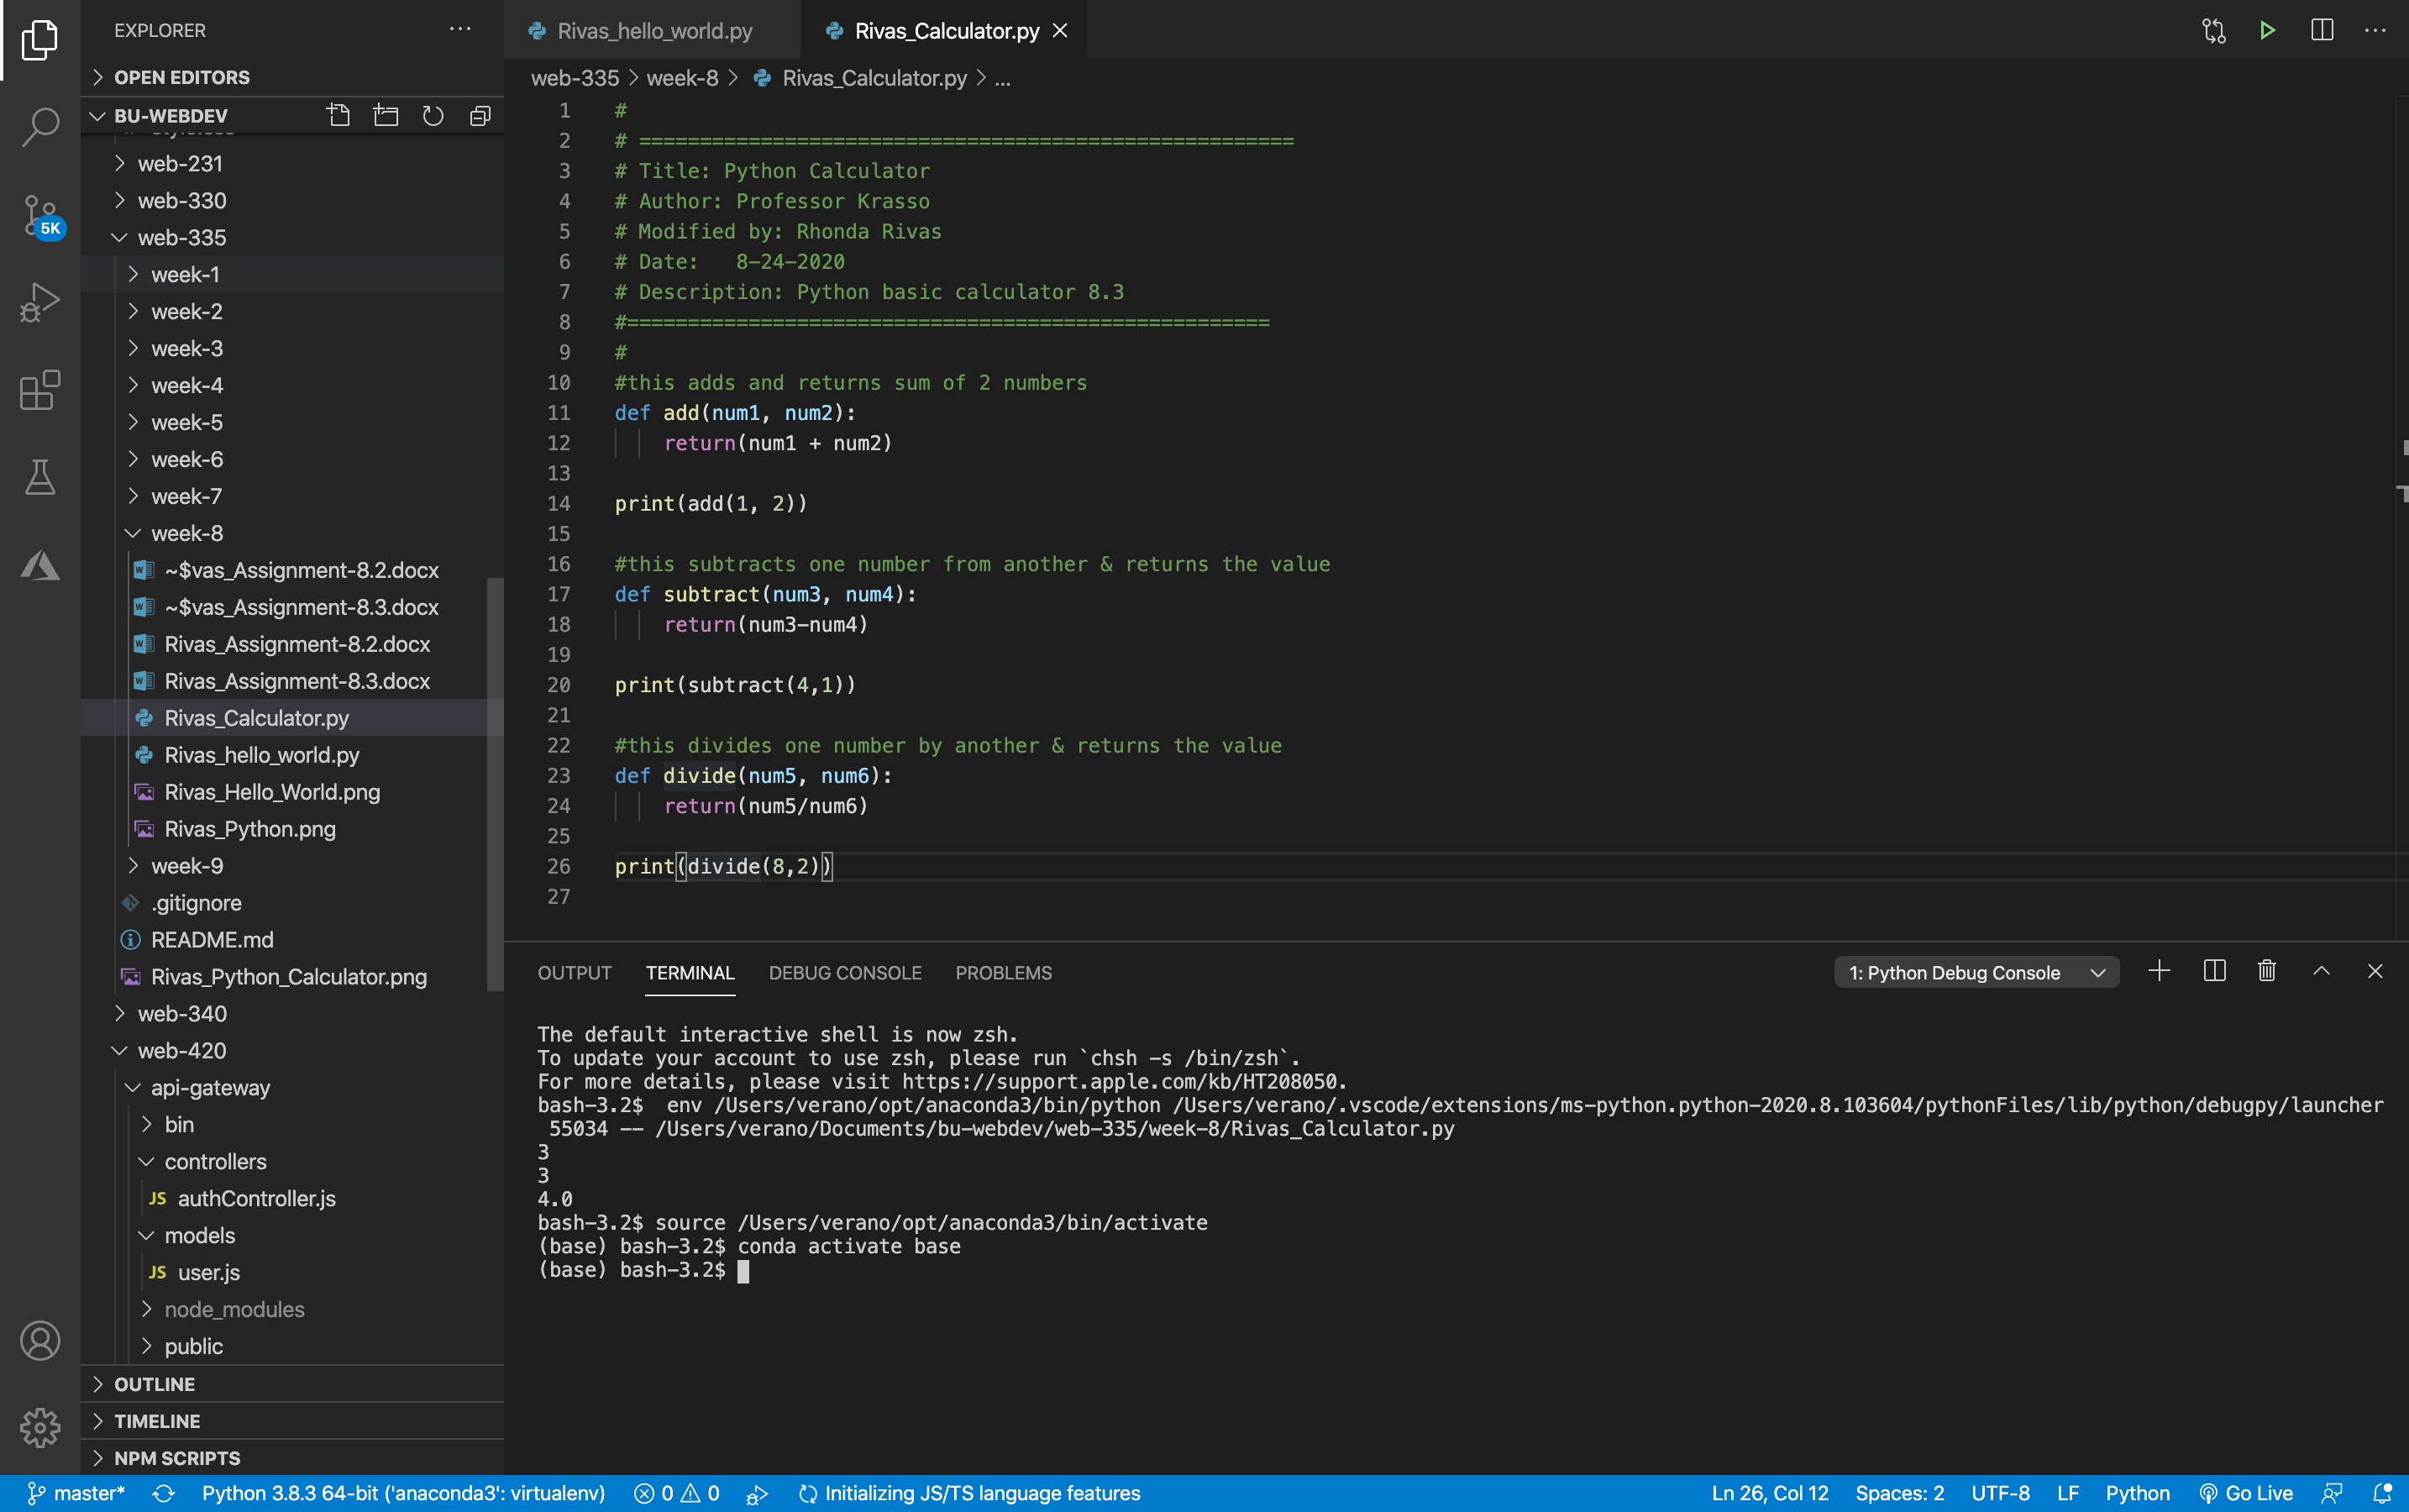 EXPLORER
OPEN EDITORS
BU-WEBDEV
web-231
web-330
web-335
week-1
week-2
week-3
week-4
week-5
week-6
week-7
week-8
~$vas_Assignment-8.2.docx
~$vas_Assignment-8.3.docx
Rivas_Assignment-8.2.docx
Rivas_Assignment-8.3.docx
Rivas_Calculator.py
Rivas_hello_world.py
Rivas_Hello_World.png
Rivas_Python.png
week-9
.gitignore
README.md
Rivas_Python_Calculator.png
web-340
web-420
api-gateway
bin
controllers
JS authController.js
models
JS user.js
node_modules
public
OUTLINE
TIMELINE
NPM SCRIPTS
5K
Rivas_hello_world.py Rivas_Calculator.py
web-335 > week-8 > Rivas_Calculator.py > ...
1 #
2 # ======================================================
3 # Title: Python Calculator
4 # Author: Professor Krasso
5 # Modified by: Rhonda Rivas
6 # Date:   8-24-2020
7 # Description: Python basic calculator 8.3
8 #=====================================================
9 #
10 #this adds and returns sum of 2 numbers
11 def add(num1, num2):
12     return(num1 + num2)
13
14 print(add(1, 2))
15
16 #this subtracts one number from another & returns the value
17 def subtract(num3, num4):
18     return(num3-num4)
19
20 print(subtract(4,1))
21
22 #this divides one number by another & returns the value
23 def divide(num5, num6):
24     return(num5/num6)
25
26 print(divide(8,2))
27
OUTPUT TERMINAL DEBUG CONSOLE PROBLEMS 1: Python Debug Console
The default interactive shell is now zsh.
To update your account to use zsh, please run `chsh -s /bin/zsh`.
For more details, please visit https://support.apple.com/kb/HT208050.
bash-3.2$  env /Users/verano/opt/anaconda3/bin/python /Users/verano/.vscode/extensions/ms-python.python-2020.8.103604/pythonFiles/lib/python/debugpy/launcher
55034 -- /Users/verano/Documents/bu-webdev/web-335/week-8/Rivas_Calculator.py
3
3
4.0
bash-3.2$ source /Users/verano/opt/anaconda3/bin/activate
(base) bash-3.2$ conda activate base
(base) bash-3.2$
master* Python 3.8.3 64-bit ('anaconda3': virtualenv) 0 0 Initializing JS/TS language features Ln 26, Col 12 Spaces: 2 UTF-8 LF Python Go Live